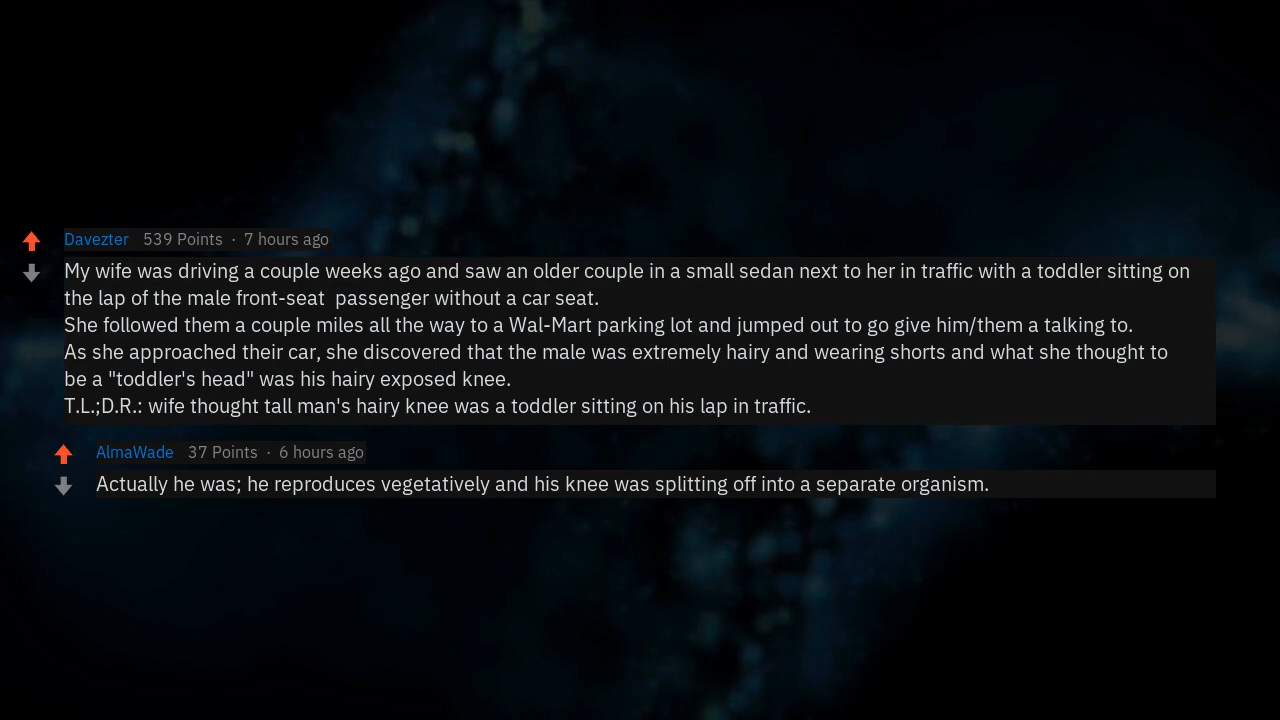 Davezter 539 Points · 7 hours ago
My wife was driving a couple weeks ago and saw an older couple in a small sedan next to her in traffic with a toddler sitting on
the lap of the male front-seat  passenger without a car seat.
She followed them a couple miles all the way to a Wal-Mart parking lot and jumped out to go give him/them a talking to.
As she approached their car, she discovered that the male was extremely hairy and wearing shorts and what she thought to
be a "toddler's head" was his hairy exposed knee.
T.L.;D.R.: wife thought tall man's hairy knee was a toddler sitting on his lap in traffic.
AlmaWade 37 Points · 6 hours ago
Actually he was; he reproduces vegetatively and his knee was splitting off into a separate organism.